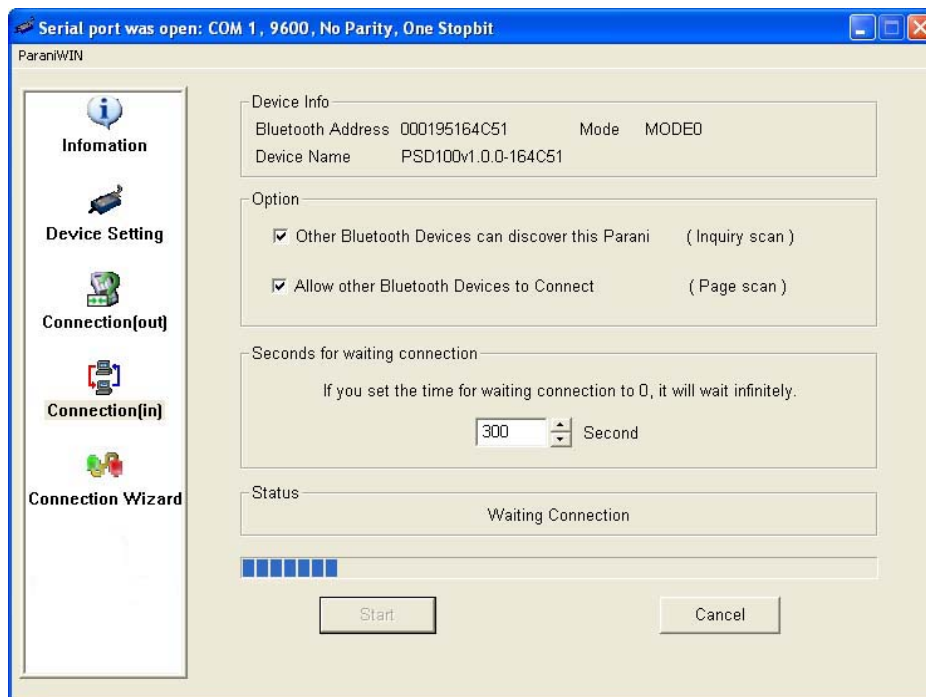 Serial port was open: COM 1, 9600, No Parity, One Stopbit
ParaniWIN
Infomation
Device Setting
Connection(out)
Connection(in)
Connection Wizard
Device Info
Bluetooth Address 000195164C51 Mode MODE0
Device Name PSD100v1.0.0-164C51
Option
Other Bluetooth Devices can discover this Parani ( Inquiry scan )
Allow other Bluetooth Devices to Connect ( Page scan )
Seconds for waiting connection
If you set the time for waiting connection to 0, it will wait infinitely.
300 Second
Status
Waiting Connection
Start Cancel